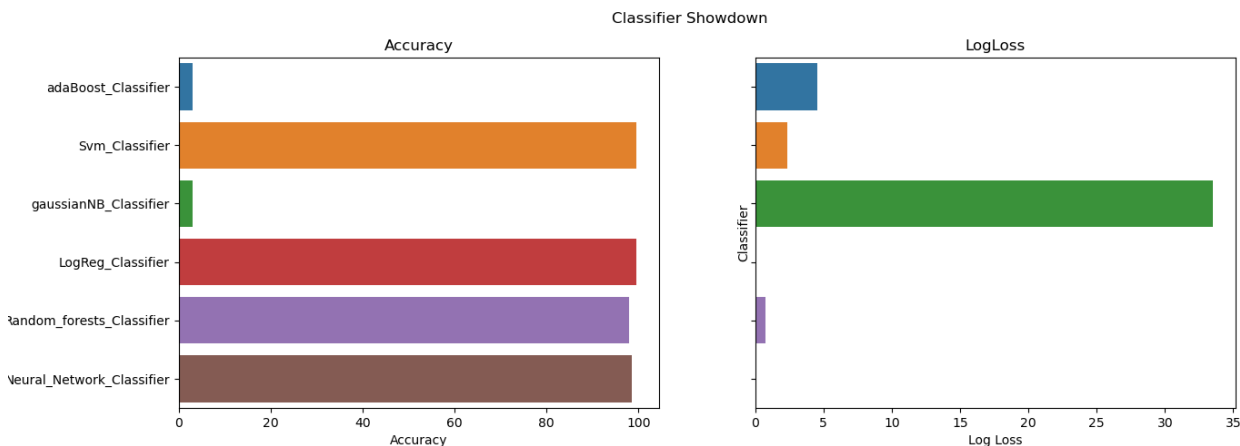 Classifier Showdown
Accuracy
adaBoost_Classifier
Svm_Classifier
gaussianNB_Classifier
LogReg_Classifier
Random_forests_Classifier
Neural_Network_Classifier
0 20 40 60 80 100
Accuracy
LogLoss
Classifier
0 5 10 15 20 25 30 35
Log Loss